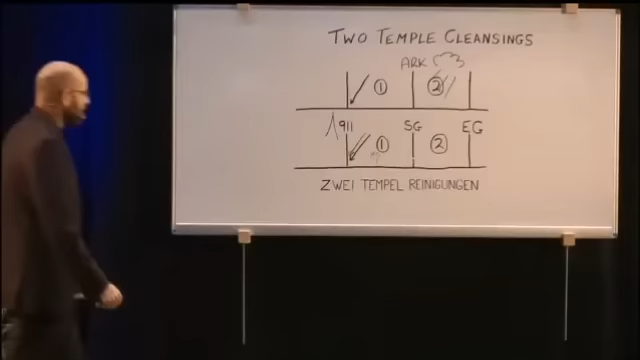 TWO TEMPLE CLEANSINGS
ARK
① ②
911 SG EG
① ②
ZWEI TEMPEL REINIGUNGEN